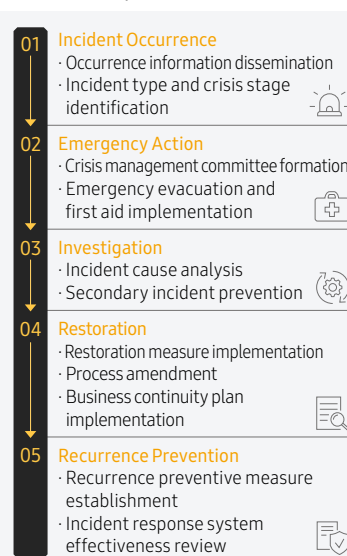 01
Incident Occurrence
· Occurrence information dissemination
· Incident type and crisis stage
identification
02
Emergency Action
· Crisis management committee formation
· Emergency evacuation and
first aid implementation
03
Investigation
· Incident cause analysis
· Secondary incident prevention
04
Restoration
· Restoration measure implementation
· Process amendment
· Business continuity plan
implementation
05
Recurrence Prevention
· Recurrence preventive measure
establishment
· Incident response system
effectiveness review